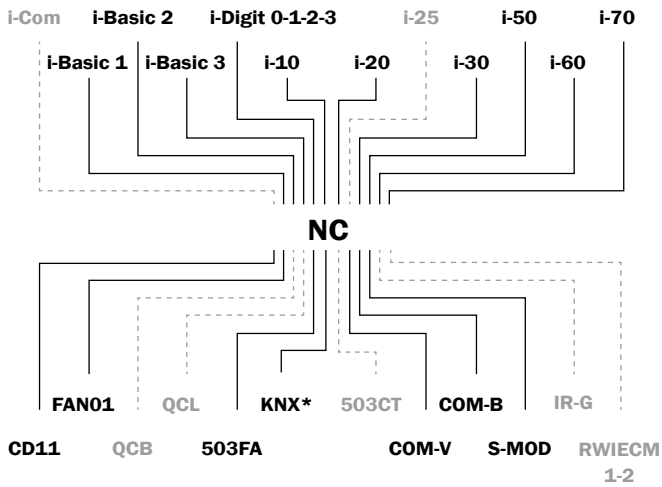 i-Com i-Basic 2 i-Digit 0-1-2-3 i-25 i-50 i-70
i-Basic 1 i-Basic 3 i-10 i-20 i-30 i-60
NC
FAN01 QCL KNX* 503CT COM-B IR-G
CD11 QCB 503FA COM-V S-MOD RWIECM
1-2